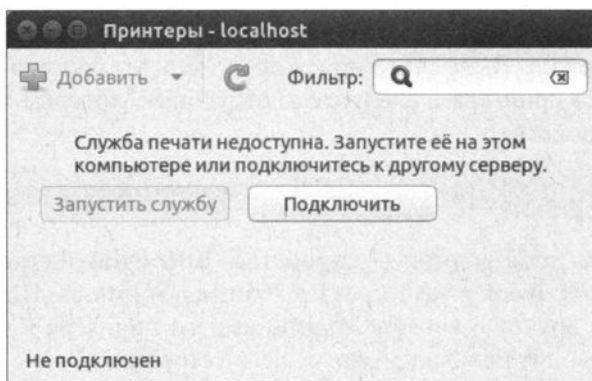 Принтеры - localhost
Добавить
Фильтр:
Служба печати недоступна. Запустите её на этом
компьютере или подключитесь к другому серверу.
Запустить службу
Подключить
Не подключен